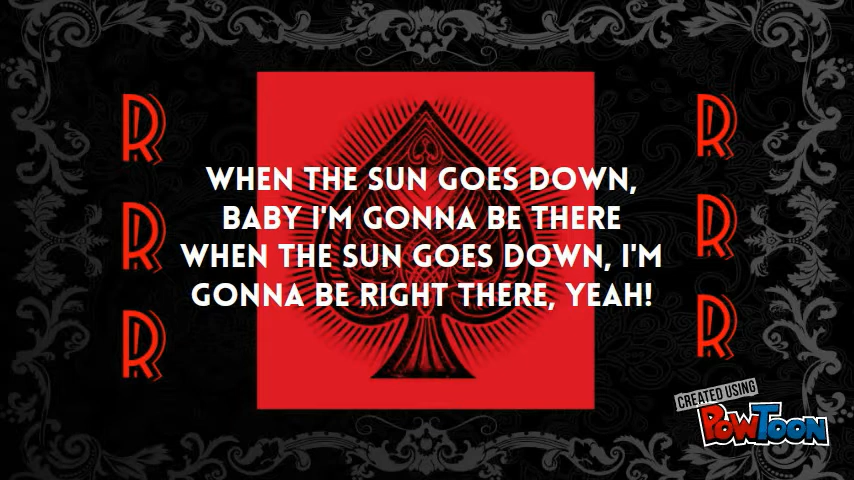 R
R
R
WHEN THE SUN GOES DOWN,
BABY I'M GONNA BE THERE
WHEN THE SUN GOES DOWN, I'M
GONNA BE RIGHT THERE, YEAH!
R
R
R
CREATED USING
POWTOON